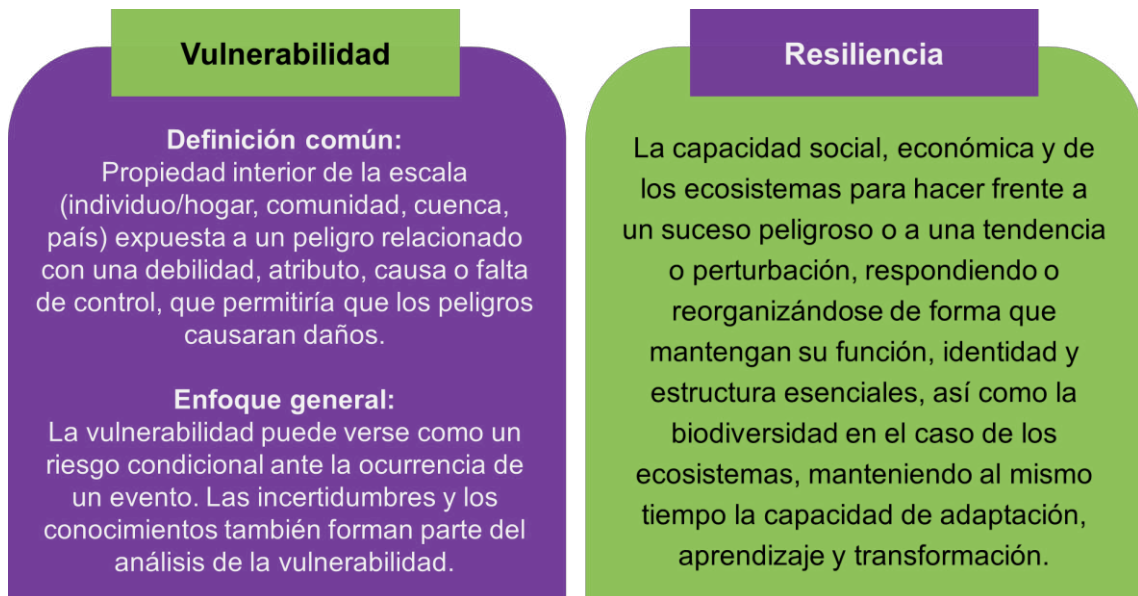 Vulnerabilidad
Definición común:
Propiedad interior de la escala
(individuo/hogar, comunidad, cuenca,
país) expuesta a un peligro relacionado
con una debilidad, atributo, causa o falta
de control, que permitiría que los peligros
causaran daños.
Enfoque general:
La vulnerabilidad puede verse como un
riesgo condicional ante la ocurrencia de
un evento. Las incertidumbres y los
conocimientos también forman parte del
análisis de la vulnerabilidad.
Resiliencia
La capacidad social, económica y de
los ecosistemas para hacer frente a
un suceso peligroso o a una tendencia
o perturbación, respondiendo o
reorganizándose de forma que
mantengan su función, identidad y
estructura esenciales, así como la
biodiversidad en el caso de los
ecosistemas, manteniendo al mismo
tiempo la capacidad de adaptación,
aprendizaje y transformación.